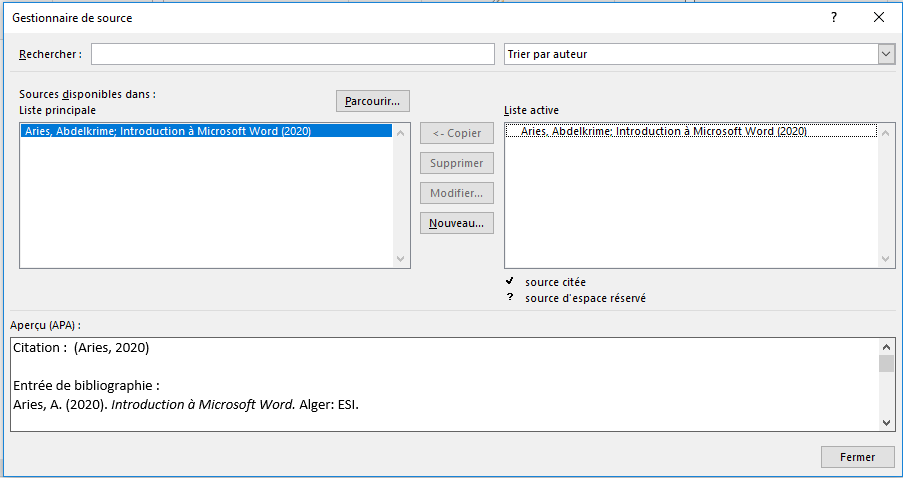 Gestionnaire de source
?
Rechercher :
Trier par auteur
Sources disponibles dans :
Liste principale
Parcourir...
Liste active
Aries, Abdelkrime; Introduction à Microsoft Word (2020)
<- Copier
Supprimer
Modifier...
Nouveau...
Aries, Abdelkrime; Introduction à Microsoft Word (2020)
source citée
? source d'espace réservé
Aperçu (APA) :
Citation : (Aries, 2020)
Entrée de bibliographie :
Aries, A. (2020). Introduction à Microsoft Word. Alger: ESI.
Fermer